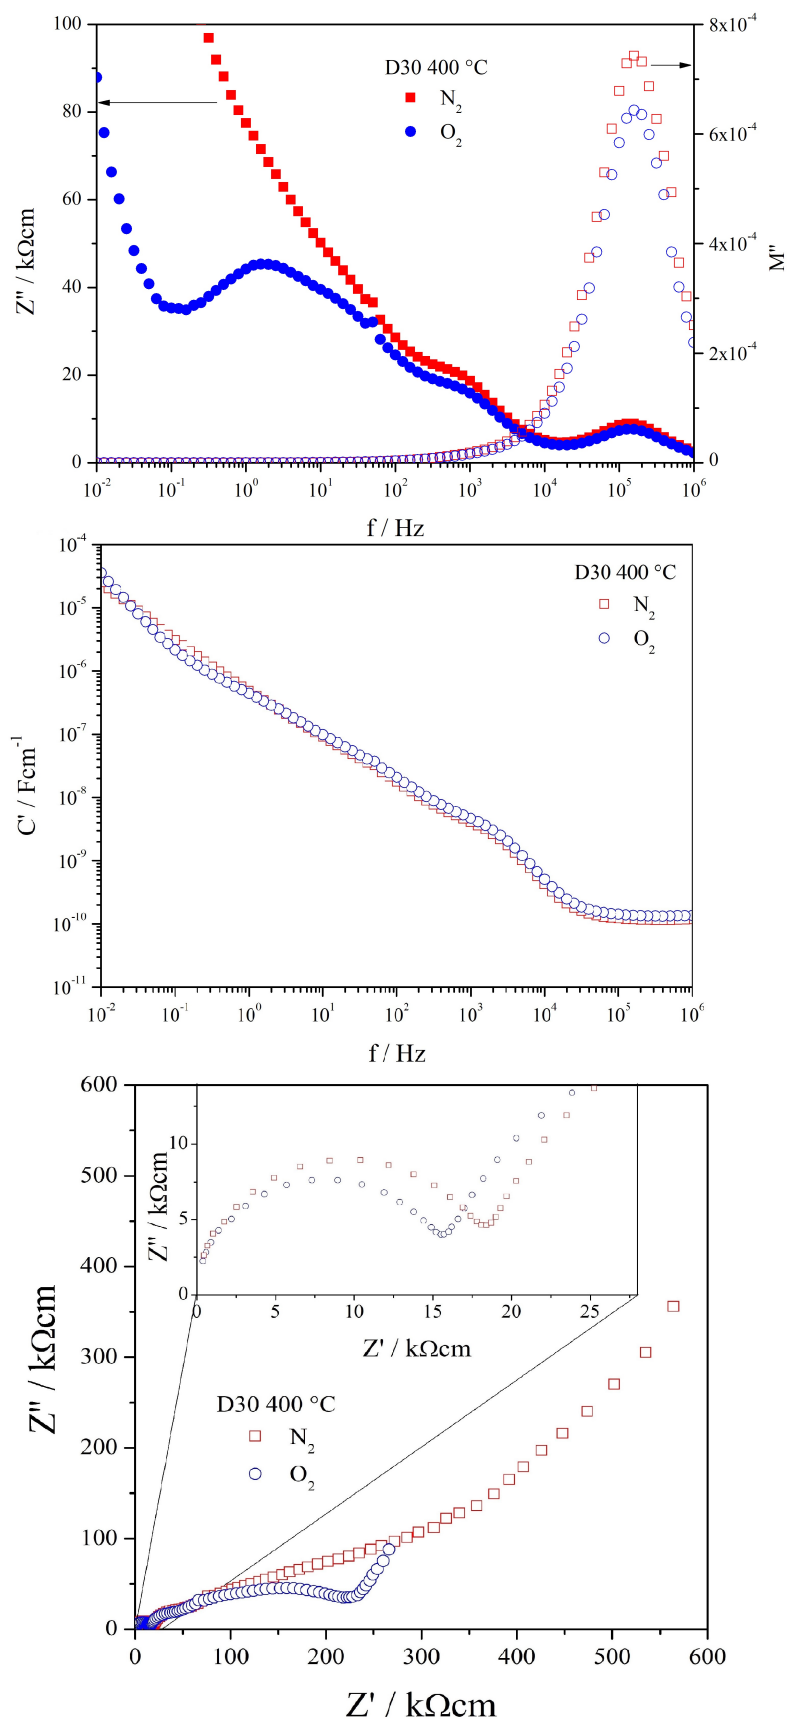 100
80
60
40
20
0
Z'' / kΩcm
D30 400 °C
N₂
O₂
8x10⁻⁴
6x10⁻⁴
4x10⁻⁴
2x10⁻⁴
0
M''
10⁻² 10⁻¹ 10⁰ 10¹ 10² 10³ 10⁴ 10⁵ 10⁶
f / Hz
10⁻⁴
10⁻⁵
10⁻⁶
10⁻⁷
10⁻⁸
10⁻⁹
10⁻¹⁰
10⁻¹¹
C' / Fcm⁻¹
D30 400 °C
N₂
O₂
10⁻² 10⁻¹ 10⁰ 10¹ 10² 10³ 10⁴ 10⁵ 10⁶
f / Hz
600
500
400
300
200
100
0
Z'' / kΩcm
10
5
0
Z'' / kΩcm
0 5 10 15 20 25
Z' / kΩcm
D30 400 °C
N₂
O₂
0 100 200 300 400 500 600
Z' / kΩcm